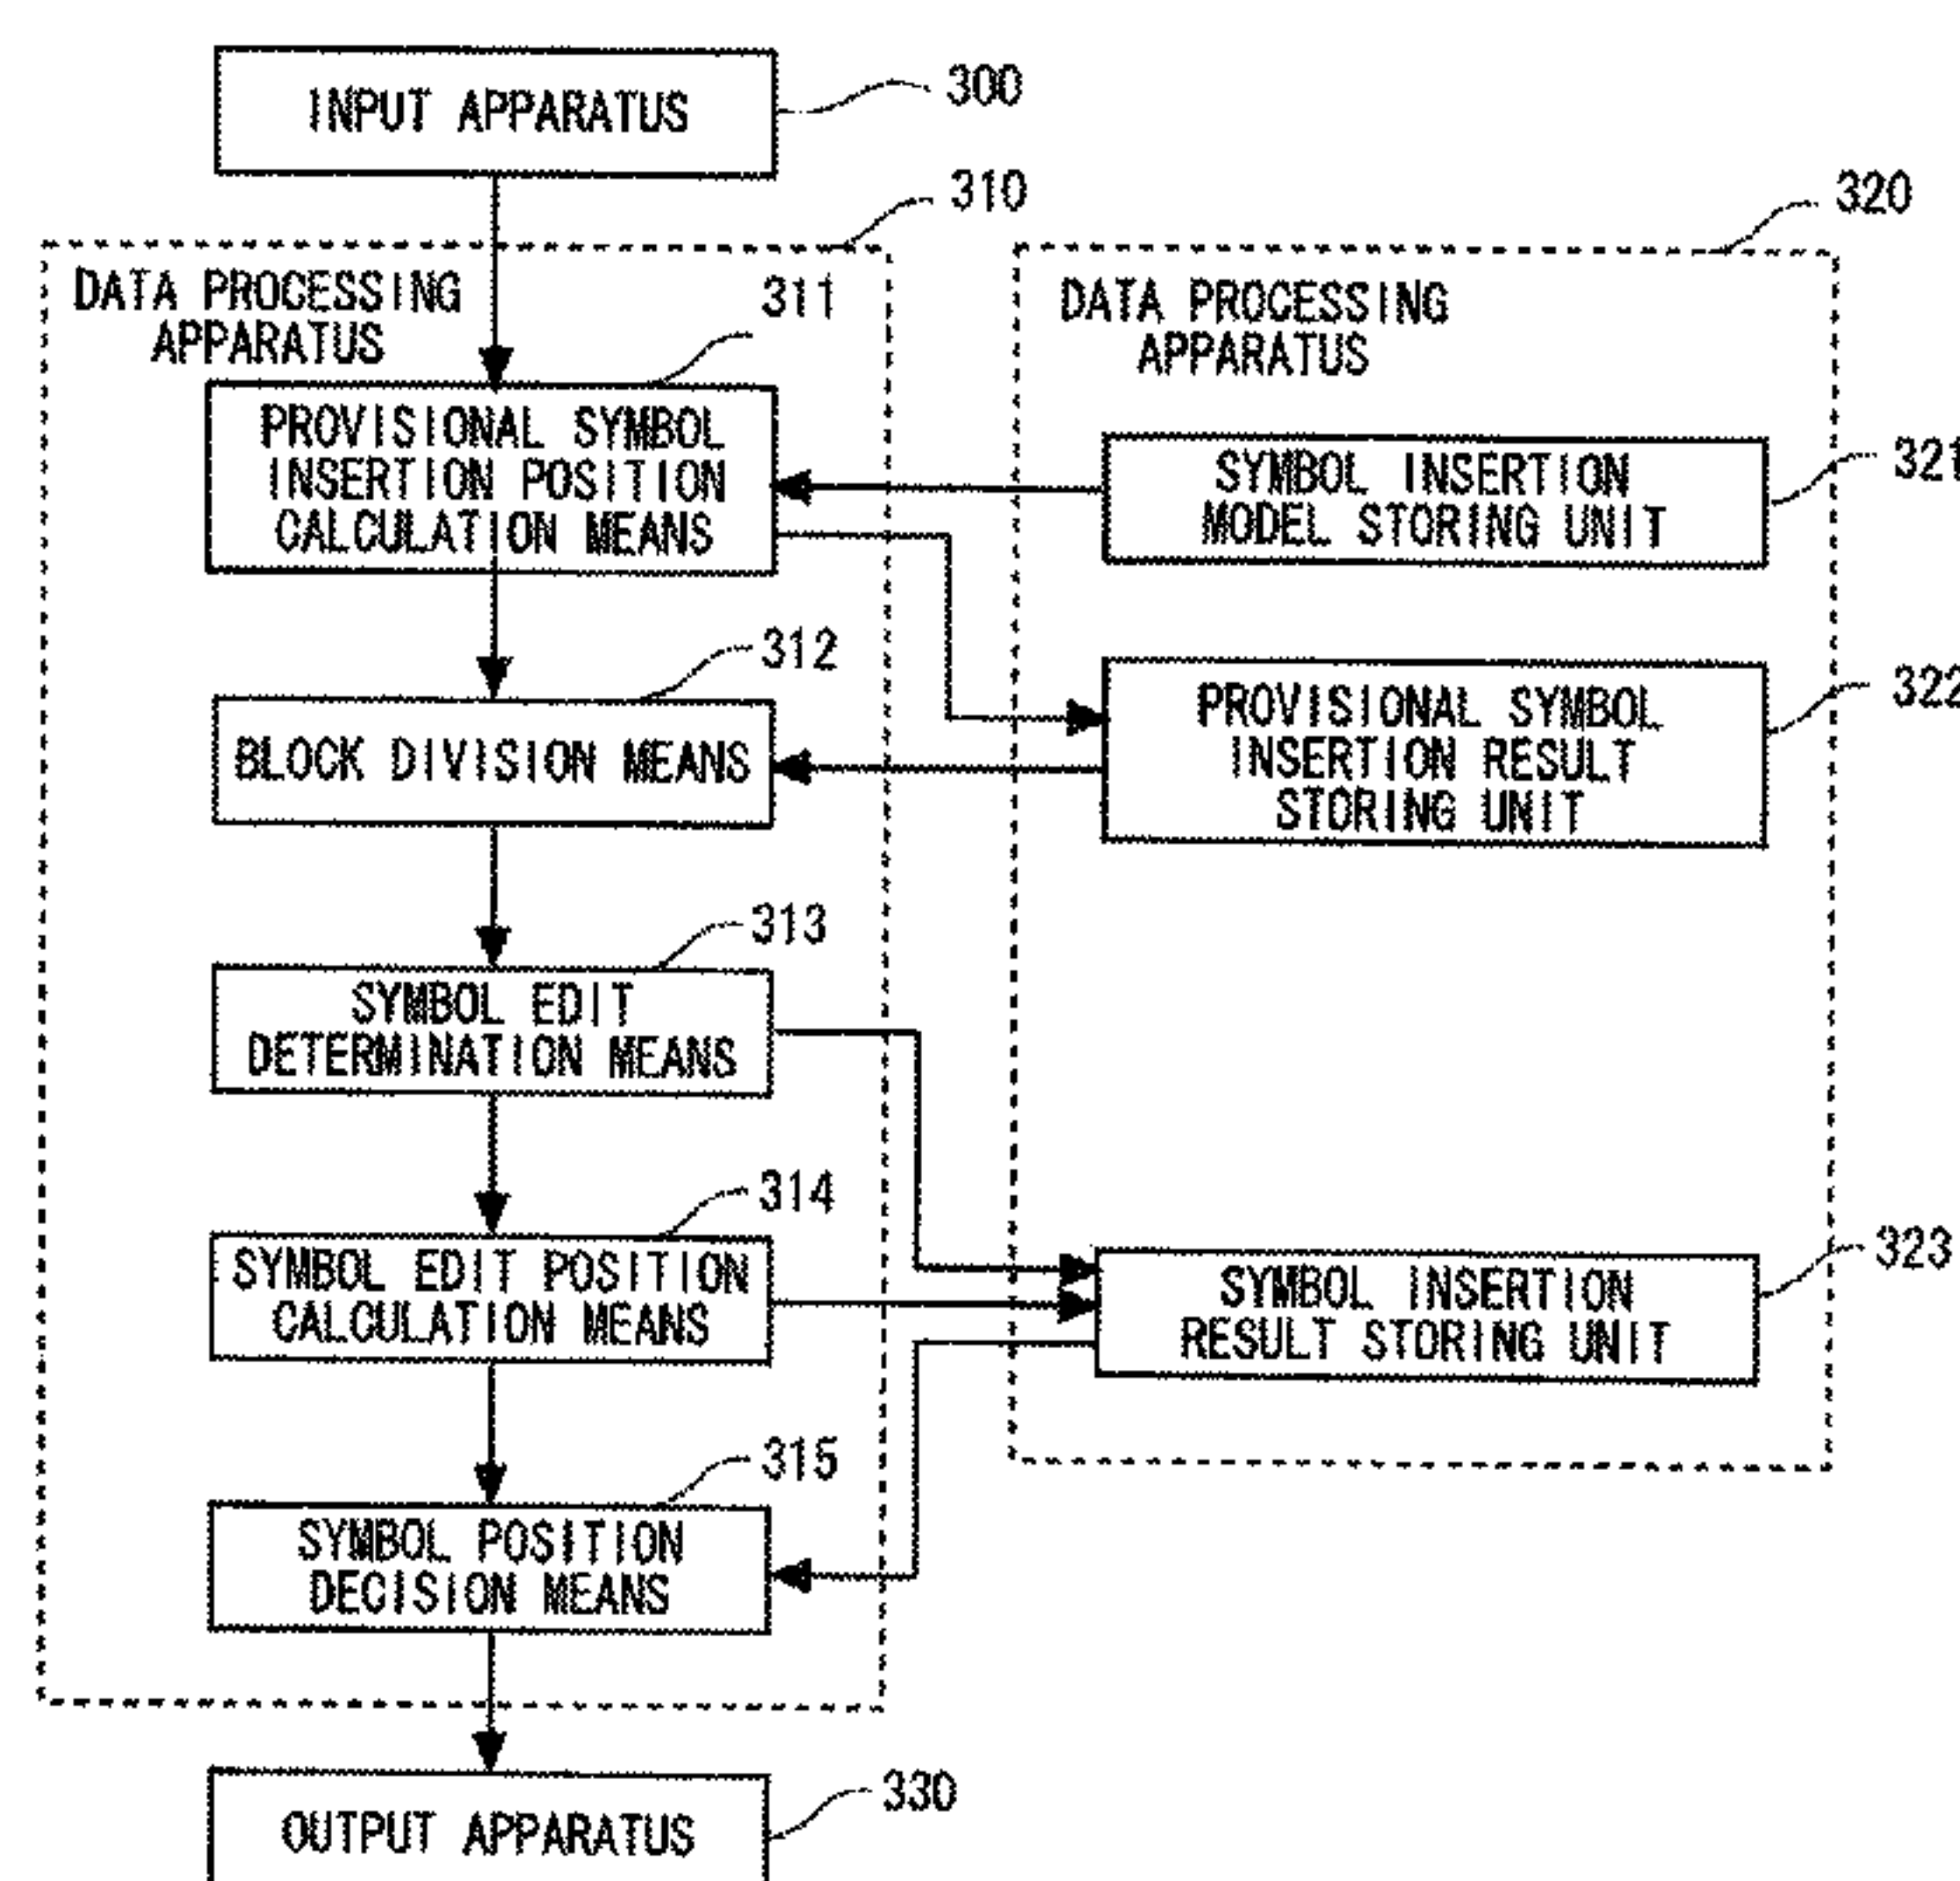 INPUT APPARATUS
300
310
320
DATA PROCESSING
APPARATUS
311
PROVISIONAL SYMBOL
INSERTION POSITION
CALCULATION MEANS
312
BLOCK DIVISION MEANS
313
SYMBOL EDIT
DETERMINATION MEANS
314
SYMBOL EDIT POSITION
CALCULATION MEANS
315
SYMBOL POSITION
DECISION MEANS
DATA PROCESSING
APPARATUS
SYMBOL INSERTION
MODEL STORING UNIT
321
PROVISIONAL SYMBOL
INSERTION RESULT
STORING UNIT
322
SYMBOL INSERTION
RESULT STORING UNIT
323
OUTPUT APPARATUS
330